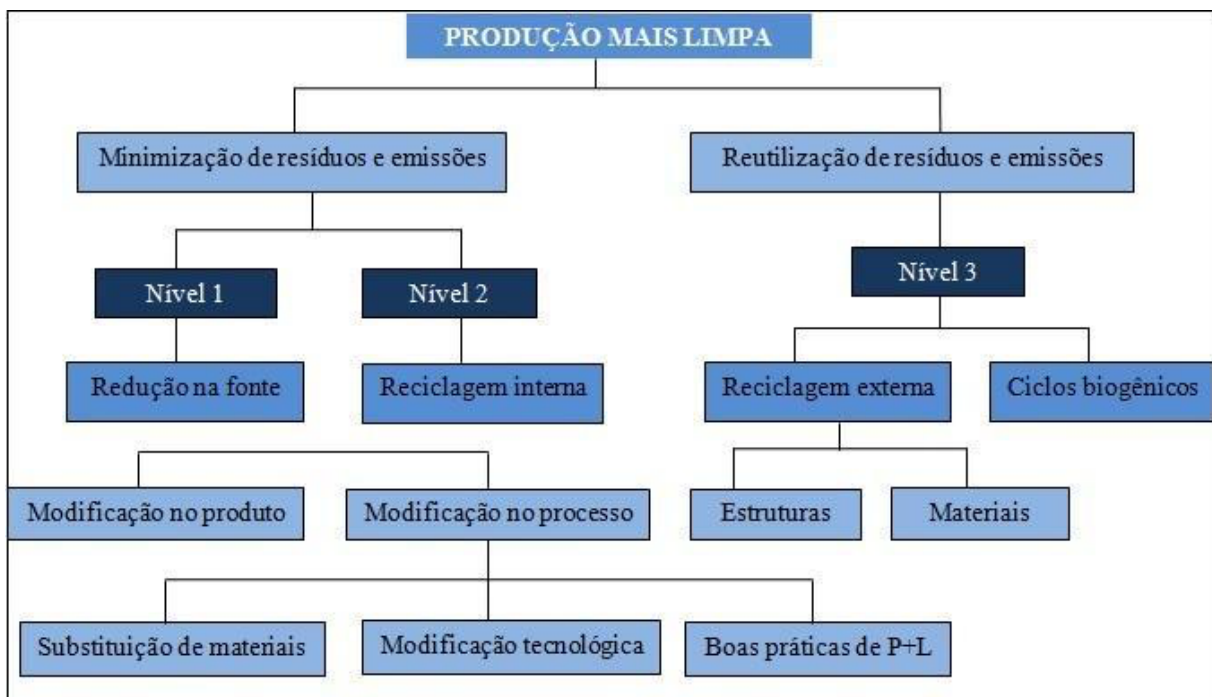 PRODUÇÃO MAIS LIMPA
Minimização de resíduos e emissões
Reutilização de resíduos e emissões
Nível 1
Nível 2
Nível 3
Redução na fonte
Reciclagem interna
Reciclagem externa
Ciclos biogênicos
Modificação no produto
Modificação no processo
Estruturas
Materiais
Substituição de materiais
Modificação tecnológica
Boas práticas de P+L